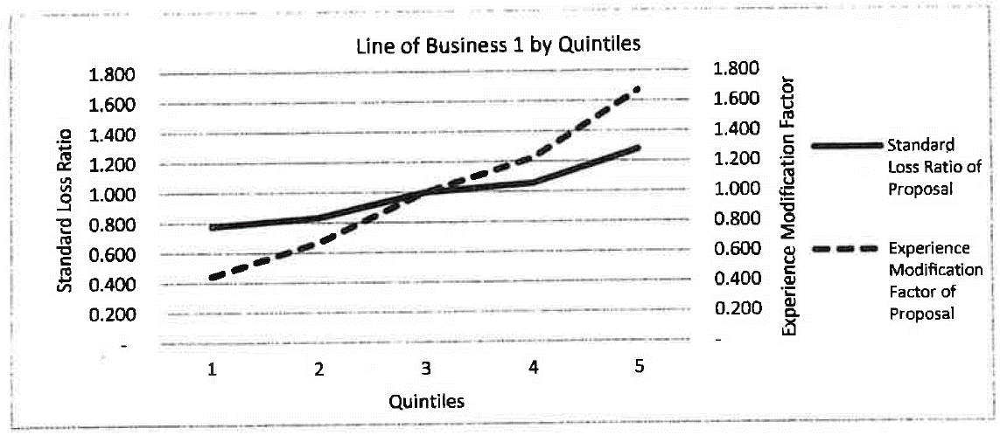 Line of Business 1 by Quintiles
Standard Loss Ratio
1.800
1.600
1.400
1.200
1.000
0.800
0.600
0.400
0.200
-
1.800
1.600
1.400
1.200
1.000
0.800
0.600
0.400
0.200
-
Experience Modification Factor
1 2 3 4 5
Quintiles
Standard
Loss Ratio of
Proposal
Experience
Modification
Factor of
Proposal